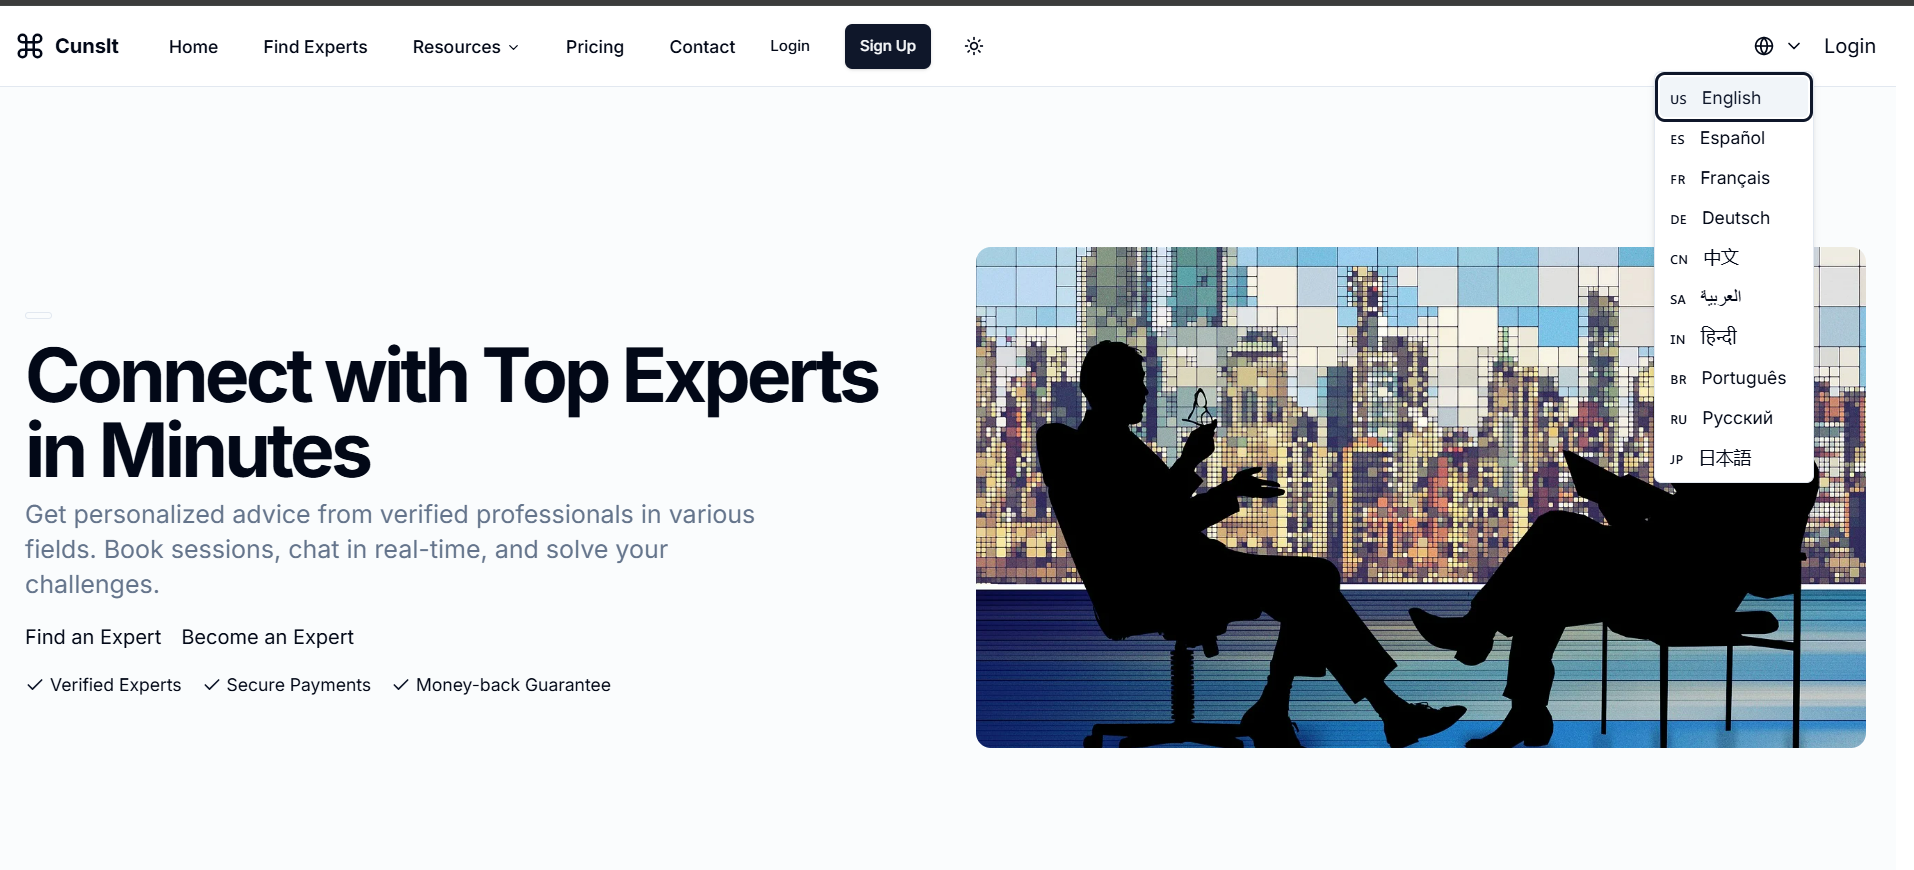 Cunslt Home Find Experts Resources Pricing Contact Login Sign Up Login
US English
ES Español
FR Français
DE Deutsch
CN 中文
SA العربية
IN हिन्दी
BR Português
RU Русский
JP 日本語
Connect with Top Experts
in Minutes
Get personalized advice from verified professionals in various
fields. Book sessions, chat in real-time, and solve your
challenges.
Find an Expert Become an Expert
Verified Experts Secure Payments Money-back Guarantee